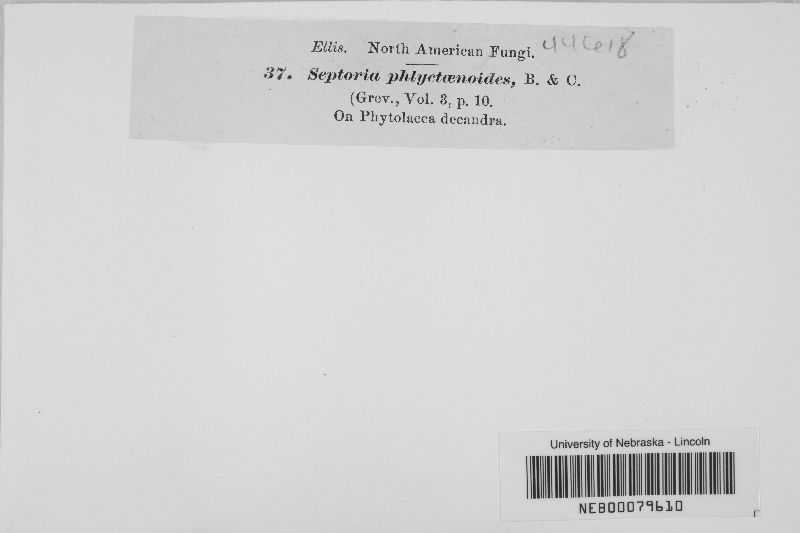 Ellis. North American Fungi. 44618
37. Septoria phlyctænoides, B. & C.
(Grev., Vol. 3, p. 10.
On Phytolacca decandra.
University of Nebraska - Lincoln
NEB00079610